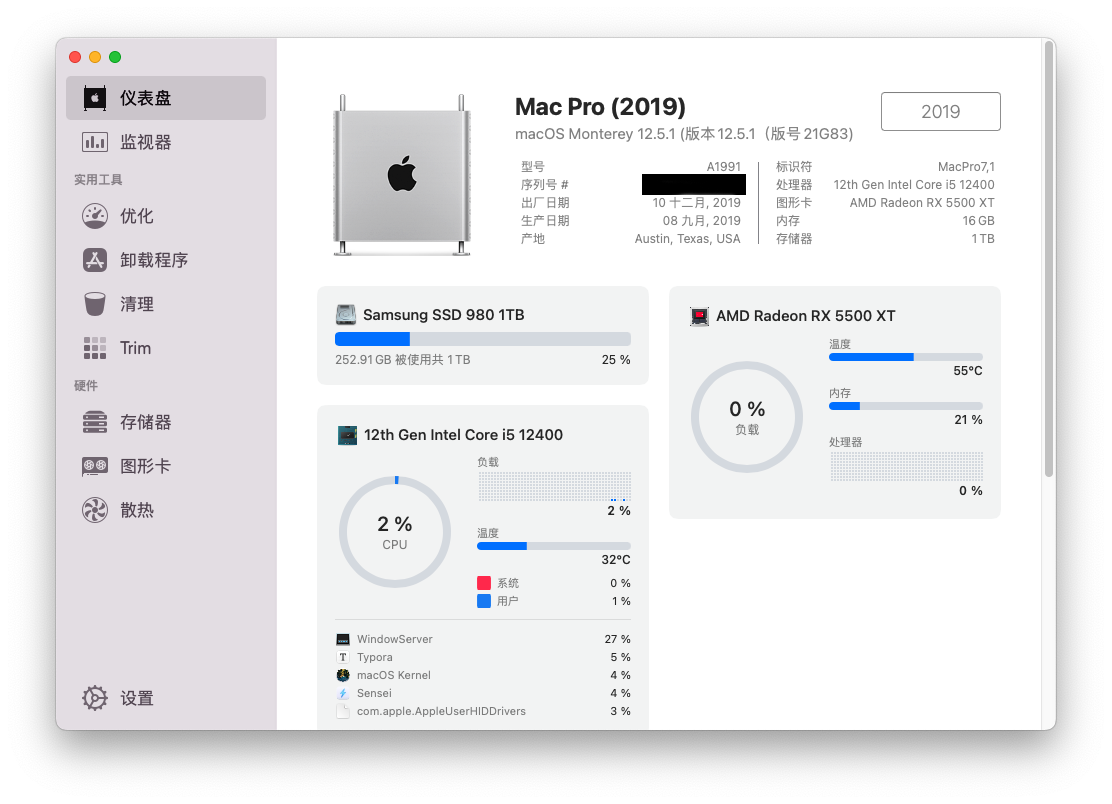 仪表盘
监视器
实用工具
优化
卸载程序
清理
Trim
硬件
存储器
图形卡
散热
设置
Mac Pro (2019)
macOS Monterey 12.5.1 (版本 12.5.1（版号 21G83)
2019
型号 A1991
序列号 #
出厂日期 10 十二月, 2019
生产日期 08 九月, 2019
产地 Austin, Texas, USA
标识符 MacPro7,1
处理器 12th Gen Intel Core i5 12400
图形卡 AMD Radeon RX 5500 XT
内存 16 GB
存储器 1 TB
Samsung SSD 980 1TB
252.91 GB 被使用共 1 TB 25 %
12th Gen Intel Core i5 12400
2 %
CPU
负载
2 %
温度
32°C
系统 0 %
用户 1 %
WindowServer 27 %
T Typora 5 %
macOS Kernel 4 %
Sensei 4 %
com.apple.AppleUserHIDDrivers 3 %
AMD Radeon RX 5500 XT
0 %
负载
温度
55°C
内存
21 %
处理器
0 %